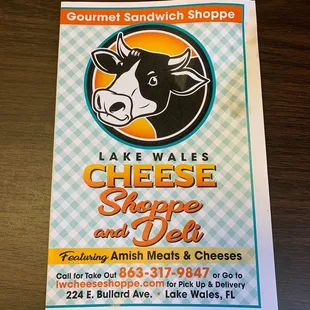 Gourmet Sandwich Shoppe
LAKE WALES
CHEESE
Shoppe
and Deli
Featuring Amish Meats & Cheeses
Call for Take Out 863-317-9847 or Go to
lwcheeseshoppe.com for Pick Up & Delivery
224 E. Bullard Ave. • Lake Wales, FL